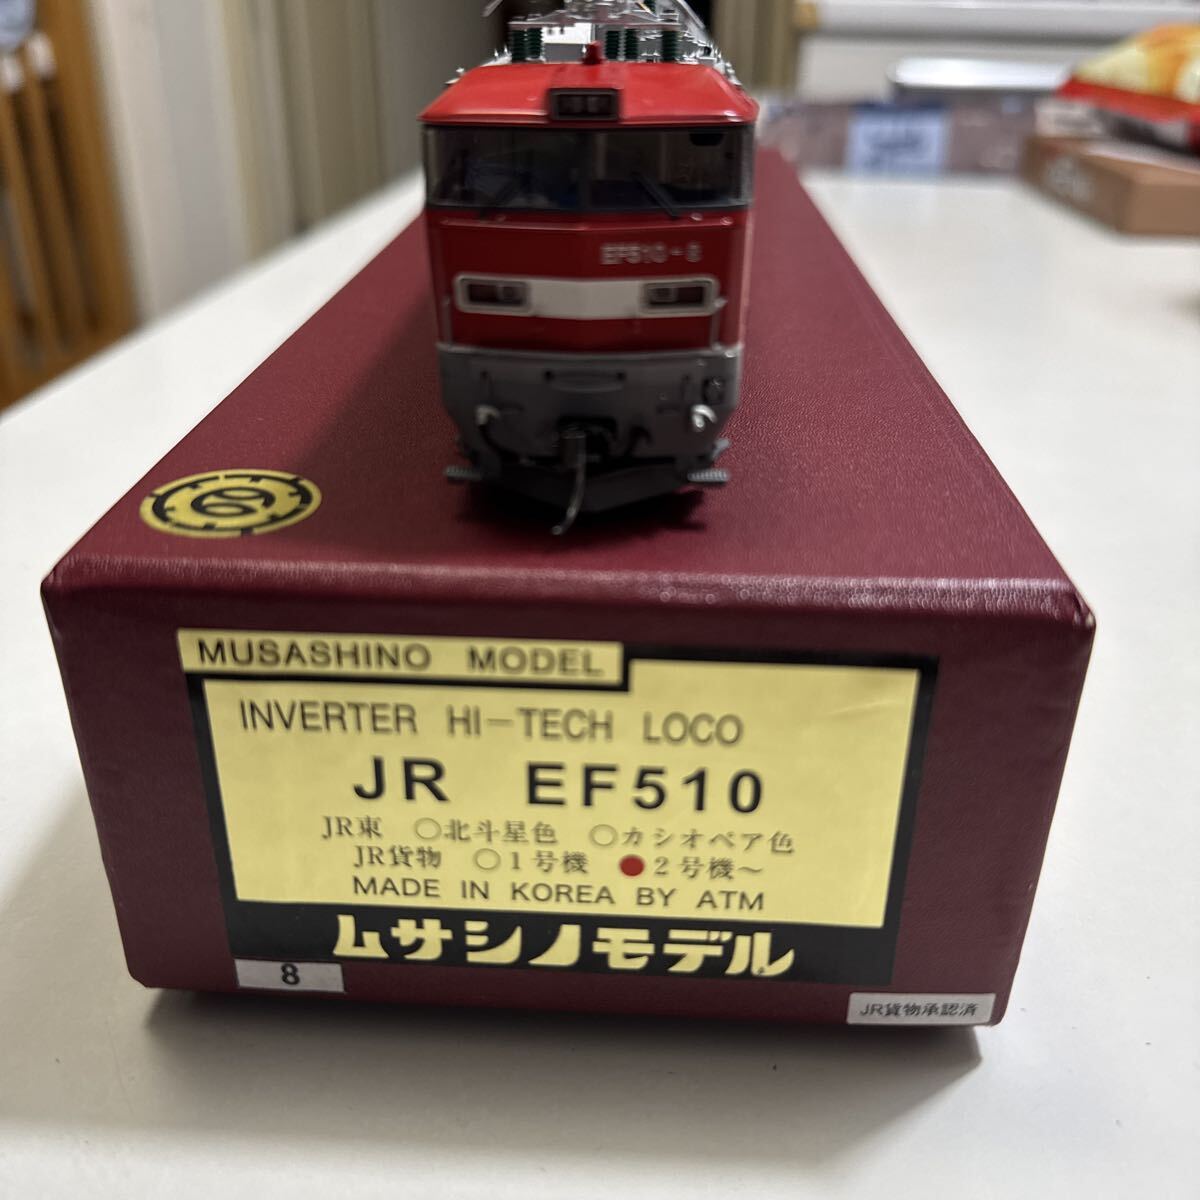 EF510-8
MUSASHINO MODEL
INVERTER HI-TECH LOCO
JR EF510
JR東 ○北斗星色 ○カシオペア色
JR貨物 ○1号機 ●2号機~
MADE IN KOREA BY ATM
ムサシノモデル
8
JR貨物承認済